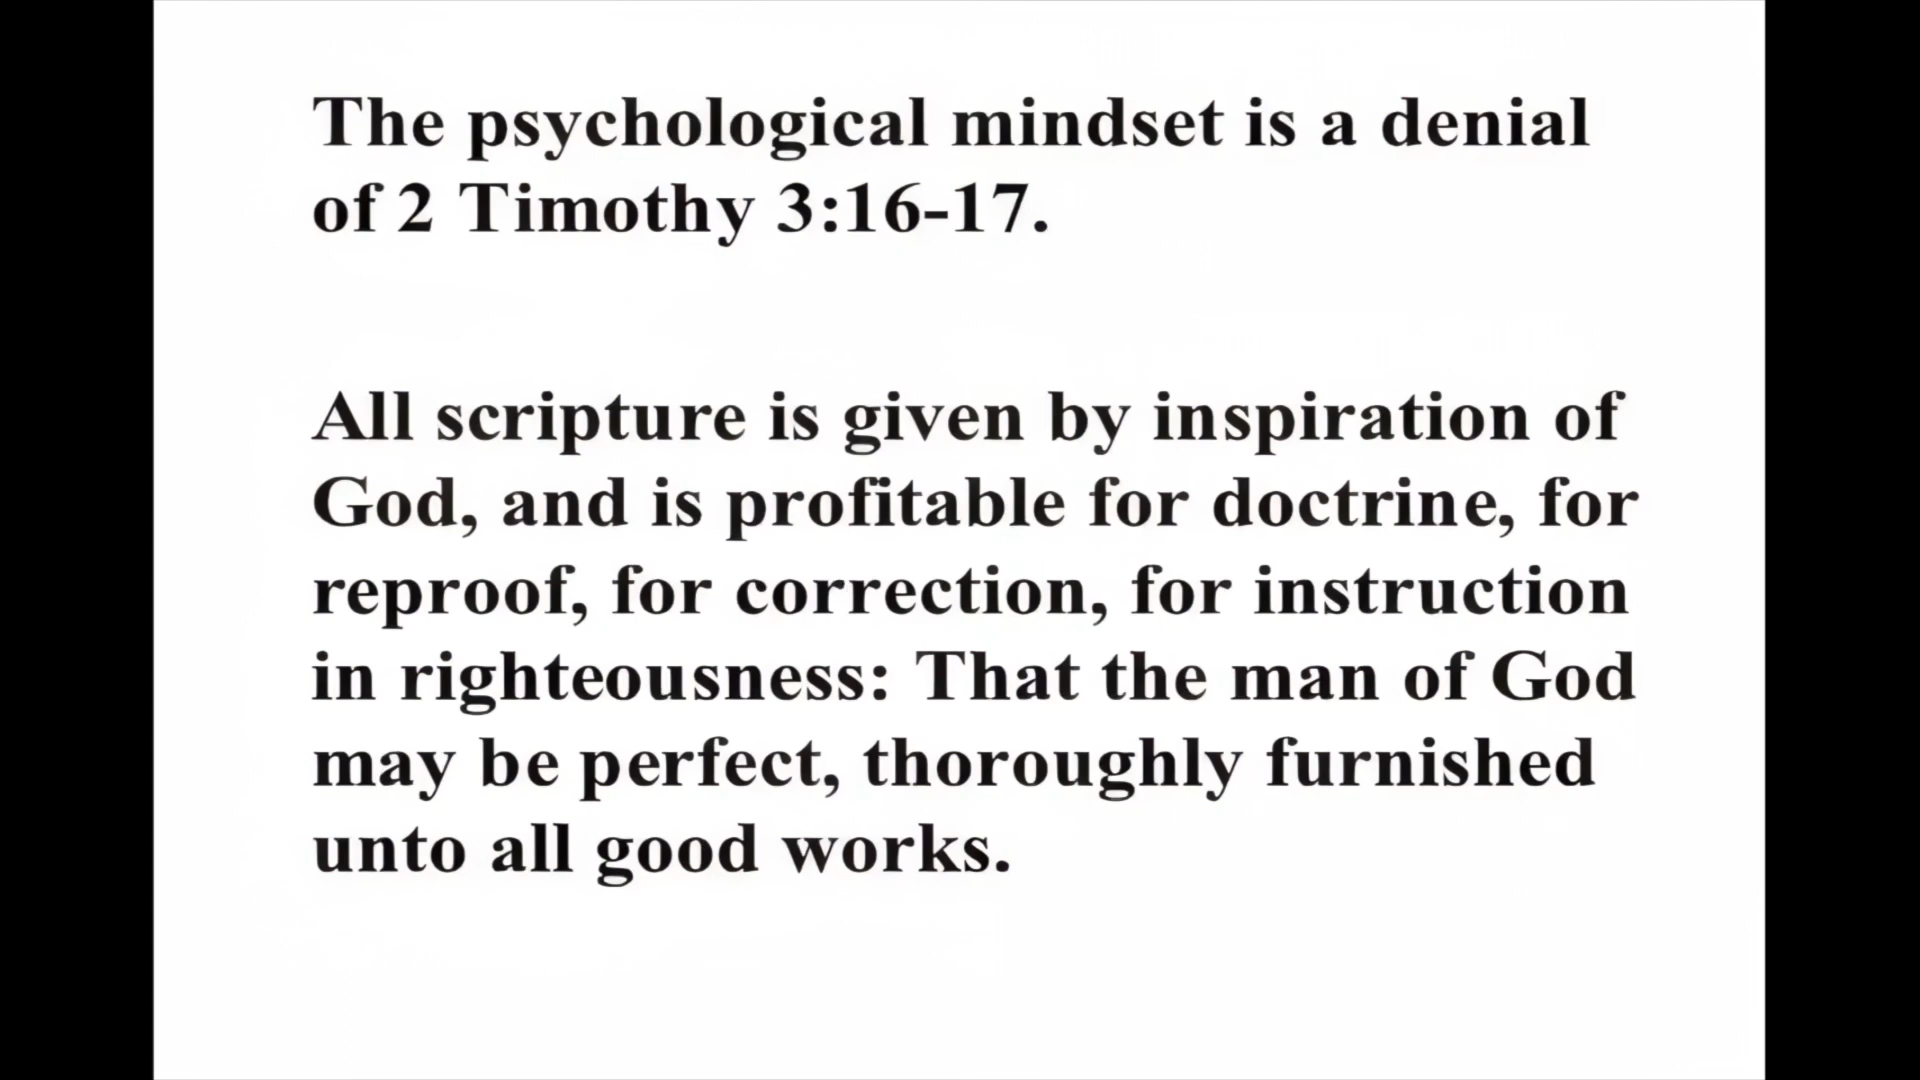 The psychological mindset is a denial
of 2 Timothy 3:16-17.
All scripture is given by inspiration of
God, and is profitable for doctrine, for
reproof, for correction, for instruction
in righteousness: That the man of God
may be perfect, thoroughly furnished
unto all good works.